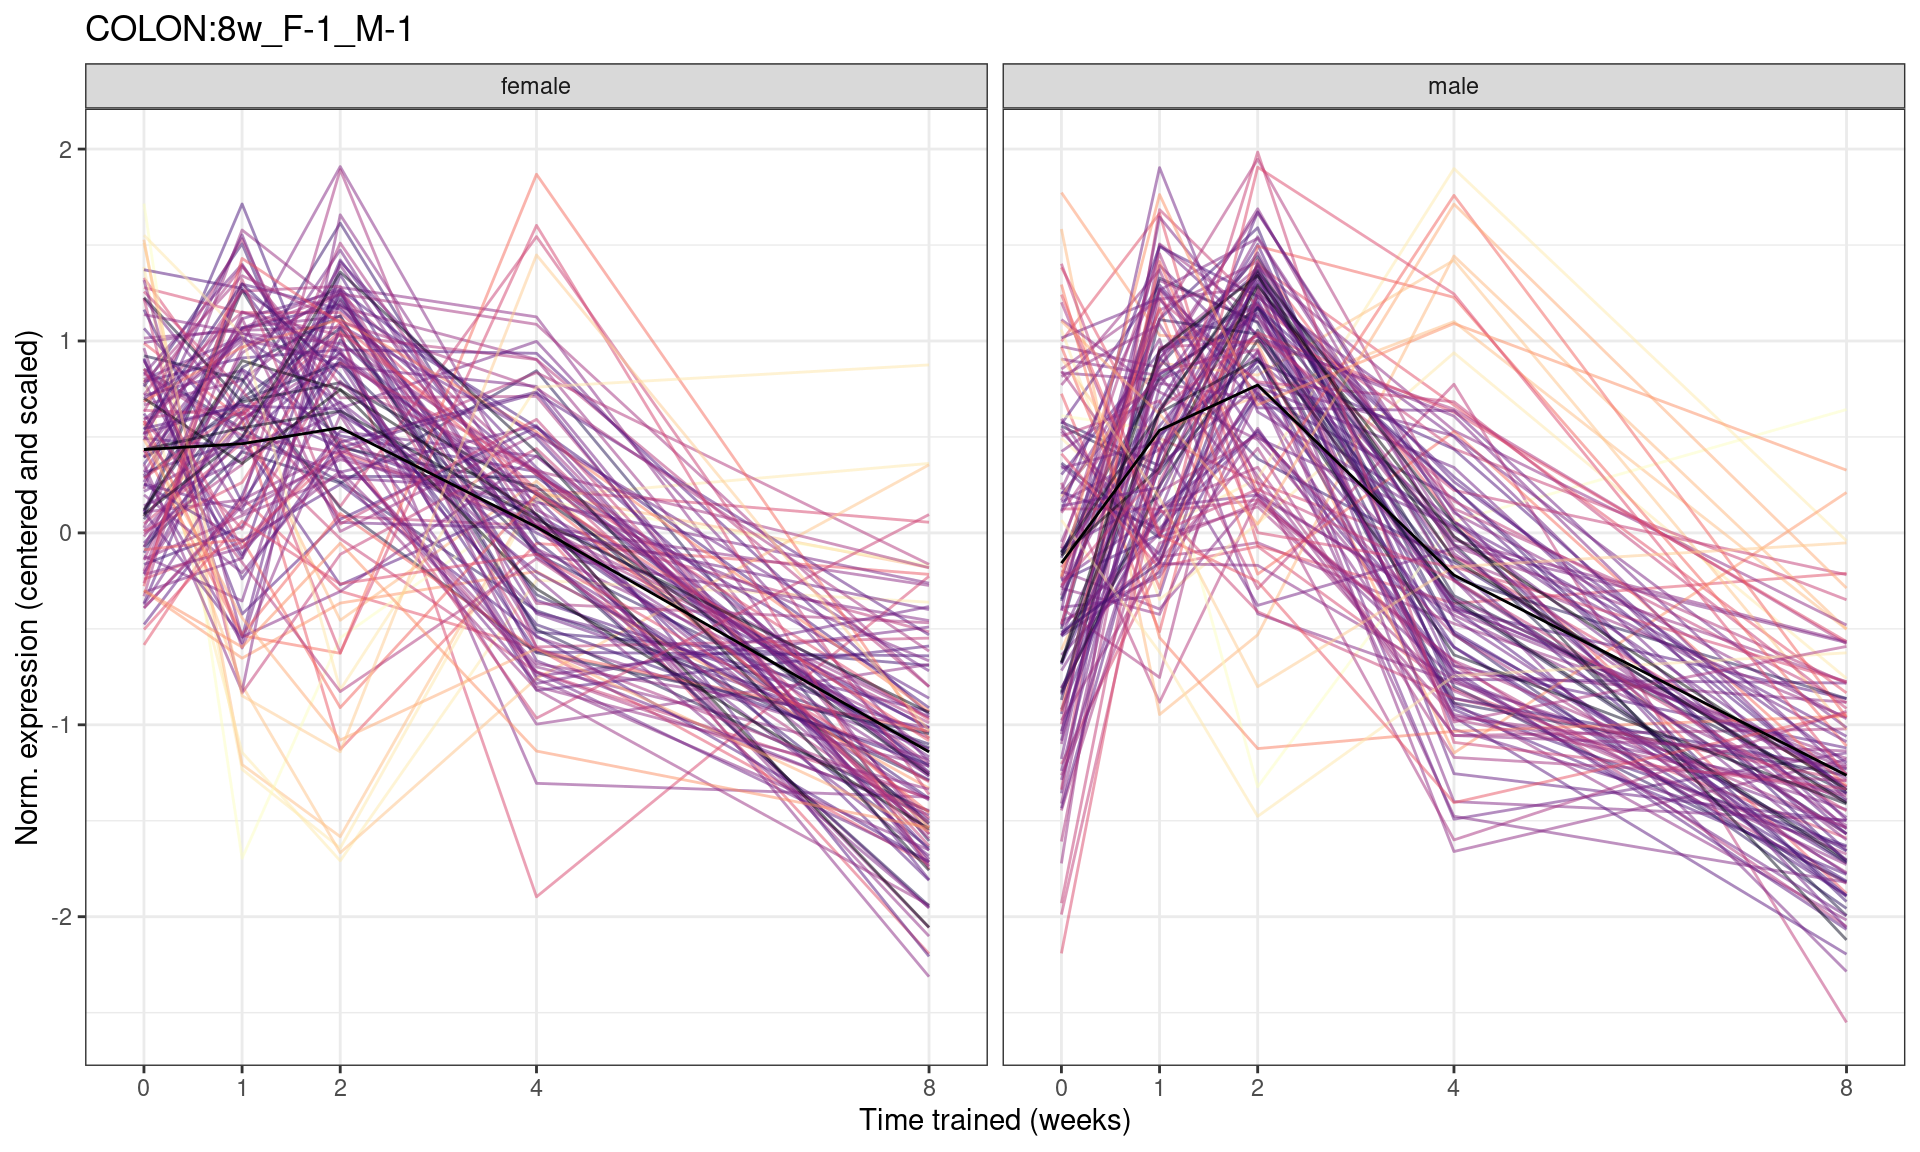 COLON:8w_F-1_M-1
female
male
Norm. expression (centered and scaled)
2
1
0
-1
-2
0 1 2 4 8
0 1 2 4 8
Time trained (weeks)